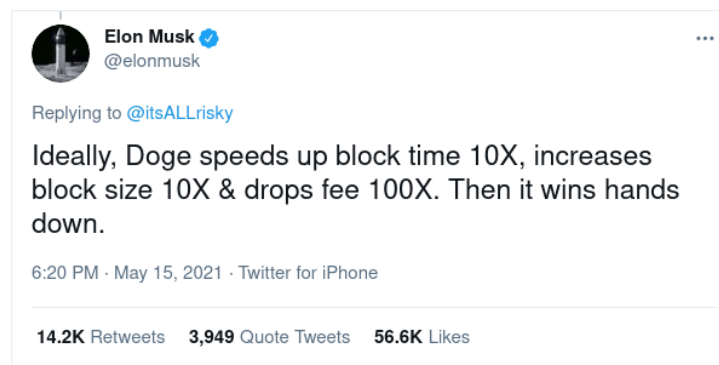 Elon Musk
@elonmusk
Replying to @itsALLrisky
Ideally, Doge speeds up block time 10X, increases
block size 10X & drops fee 100X. Then it wins hands
down.
6:20 PM · May 15, 2021 · Twitter for iPhone
14.2K Retweets 3,949 Quote Tweets 56.6K Likes